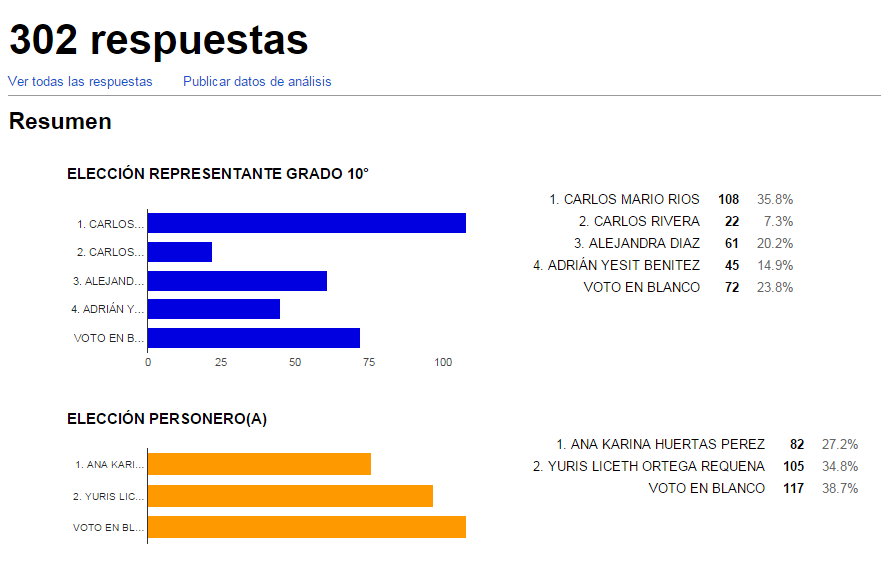 302 respuestas
Ver todas las respuestas Publicar datos de análisis
Resumen
ELECCIÓN REPRESENTANTE GRADO 10°
1. CARLOS...
2. CARLOS...
3. ALEJAND...
4. ADRIÁN Y...
VOTO EN B...
0 25 50 75 100
1. CARLOS MARIO RIOS 108 35.8%
2. CARLOS RIVERA 22 7.3%
3. ALEJANDRA DIAZ 61 20.2%
4. ADRIÁN YESIT BENITEZ 45 14.9%
VOTO EN BLANCO 72 23.8%
ELECCIÓN PERSONERO(A)
1. ANA KARI...
2. YURIS LIC...
VOTO EN BL...
1. ANA KARINA HUERTAS PEREZ 82 27.2%
2. YURIS LICETH ORTEGA REQUENA 105 34.8%
VOTO EN BLANCO 117 38.7%